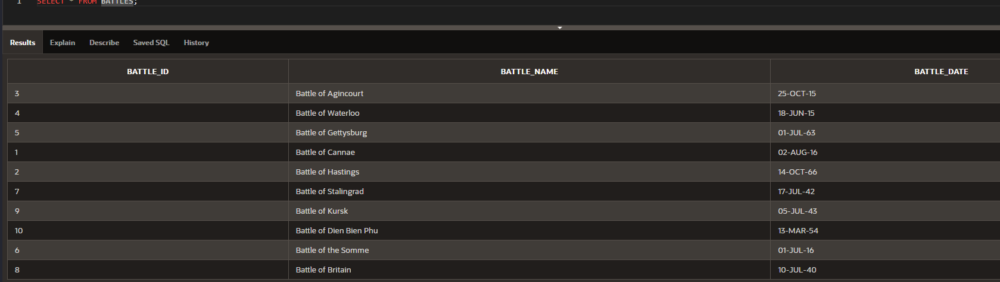 1 SELECT * FROM BATTLES;
Results Explain Describe Saved SQL History
BATTLE_ID BATTLE_NAME BATTLE_DATE
3 Battle of Agincourt 25-OCT-15
4 Battle of Waterloo 18-JUN-15
5 Battle of Gettysburg 01-JUL-63
1 Battle of Cannae 02-AUG-16
2 Battle of Hastings 14-OCT-66
7 Battle of Stalingrad 17-JUL-42
9 Battle of Kursk 05-JUL-43
10 Battle of Dien Bien Phu 13-MAR-54
6 Battle of the Somme 01-JUL-16
8 Battle of Britain 10-JUL-40